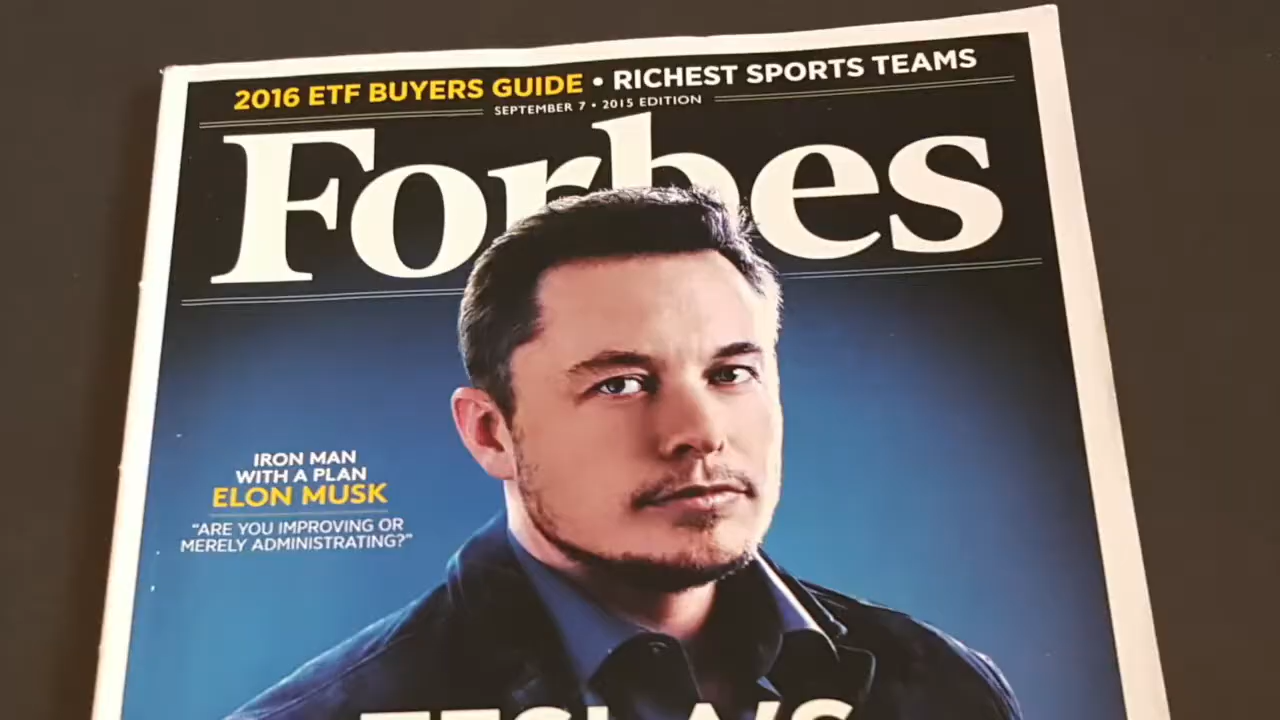 2016 ETF BUYERS GUIDE • RICHEST SPORTS TEAMS
SEPTEMBER 7 • 2015 EDITION
Forbes
IRON MAN
WITH A PLAN
ELON MUSK
"ARE YOU IMPROVING OR
MERELY ADMINISTRATING?"
TESLA'S